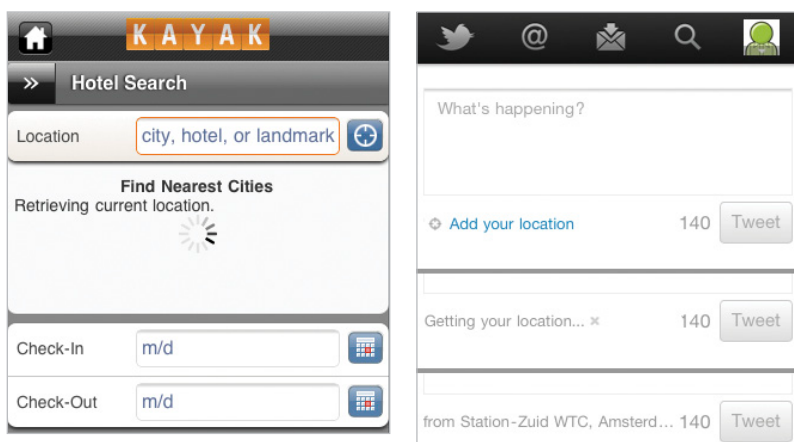 KAYAK
» Hotel Search
Location city, hotel, or landmark
Find Nearest Cities
Retrieving current location.
Check-In m/d
Check-Out m/d
@
What's happening?
Add your location 140 Tweet
Getting your location... × 140 Tweet
from Station-Zuid WTC, Amsterd... 140 Tweet